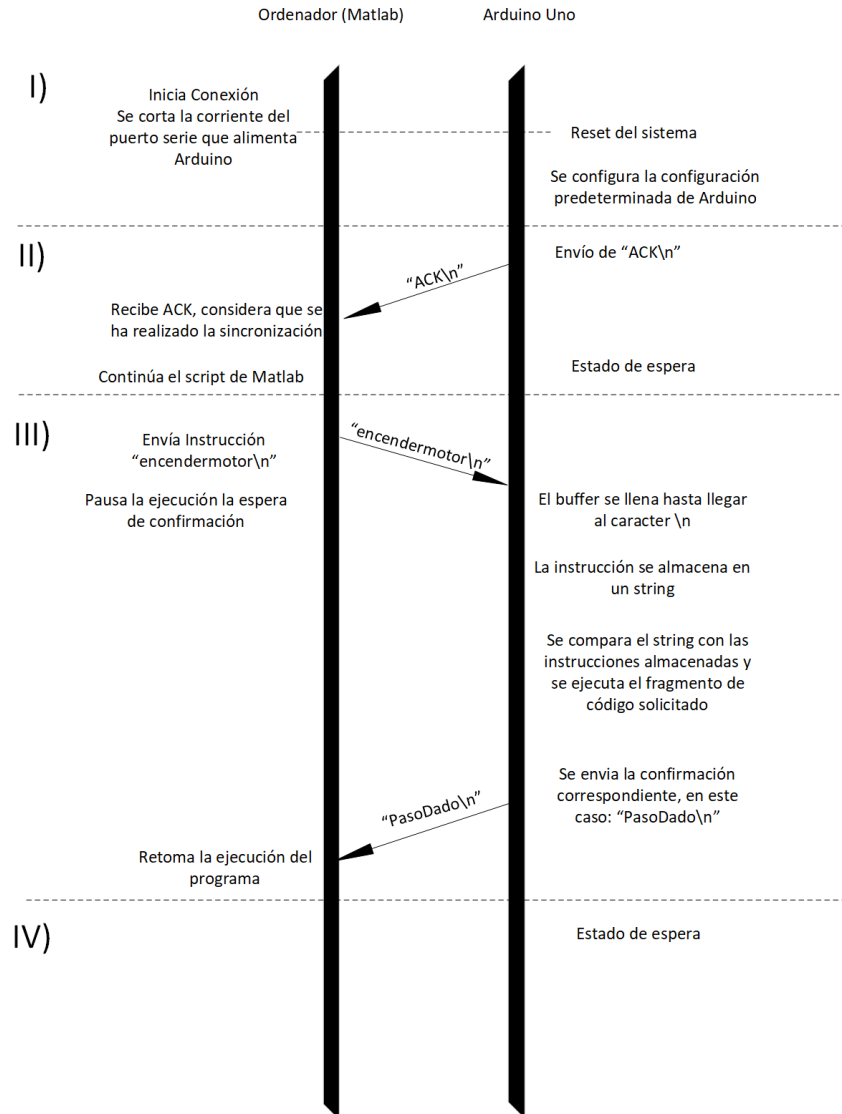 Ordenador (Matlab)
Arduino Uno
I)
Inicia Conexión
Se corta la corriente del
puerto serie que alimenta
Arduino
Reset del sistema
Se configura la configuración
predeterminada de Arduino
II)
Envío de “ACK\n”
“ACK\n”
Recibe ACK, considera que se
ha realizado la sincronización
Continúa el script de Matlab
Estado de espera
III)
Envía Instrucción
“encendermotor\n”
“encendermotor\n”
Pausa la ejecución la espera
de confirmación
El buffer se llena hasta llegar
al caracter \n
La instrucción se almacena en
un string
Se compara el string con las
instrucciones almacenadas y
se ejecuta el fragmento de
código solicitado
Se envia la confirmación
correspondiente, en este
caso: “PasoDado\n”
“PasoDado\n”
Retoma la ejecución del
programa
IV)
Estado de espera